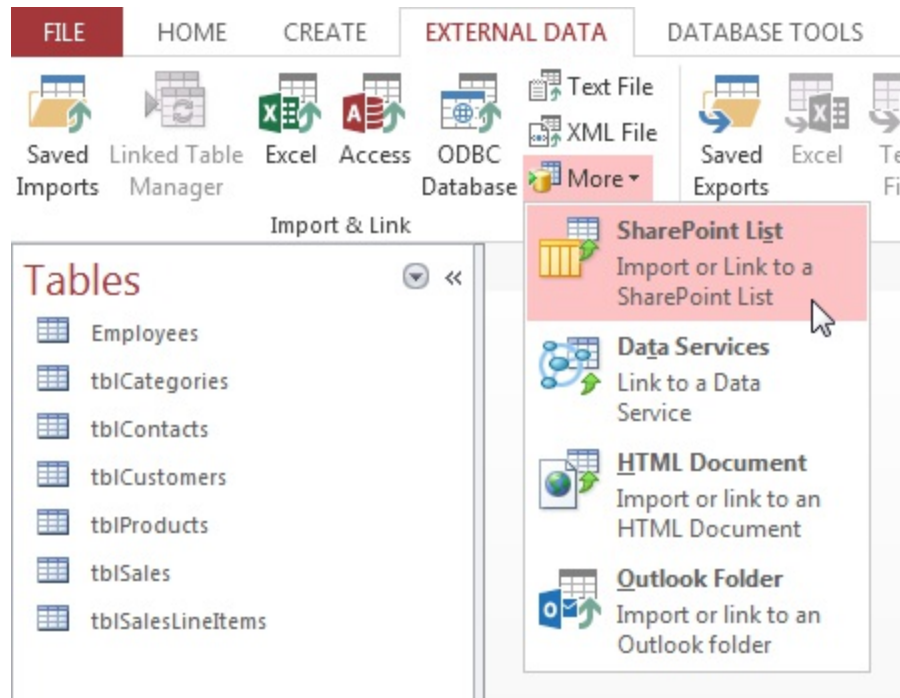 FILE HOME CREATE EXTERNAL DATA DATABASE TOOLS
Saved Imports
Linked Table Manager
Excel
Access
ODBC Database
Text File
XML File
More
Saved Exports
Excel
Import & Link
SharePoint List
Import or Link to a
SharePoint List
Data Services
Link to a Data
Service
HTML Document
Import or link to an
HTML Document
Outlook Folder
Import or link to an
Outlook folder
Tables
Employees
tblCategories
tblContacts
tblCustomers
tblProducts
tblSales
tblSalesLineItems